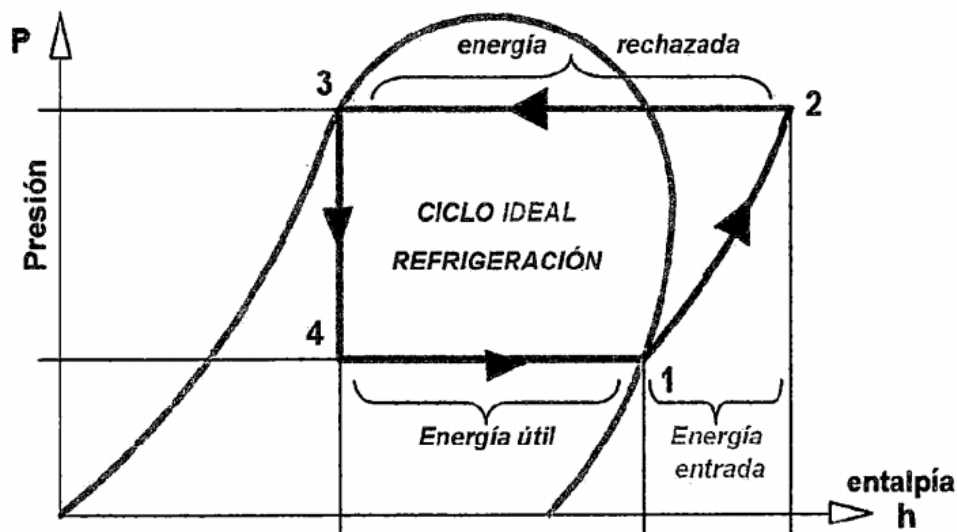 P
energía rechazada
3
2
Presión
CICLO IDEAL
REFRIGERACIÓN
4
1
Energía útil
Energía
entrada
entalpía
h